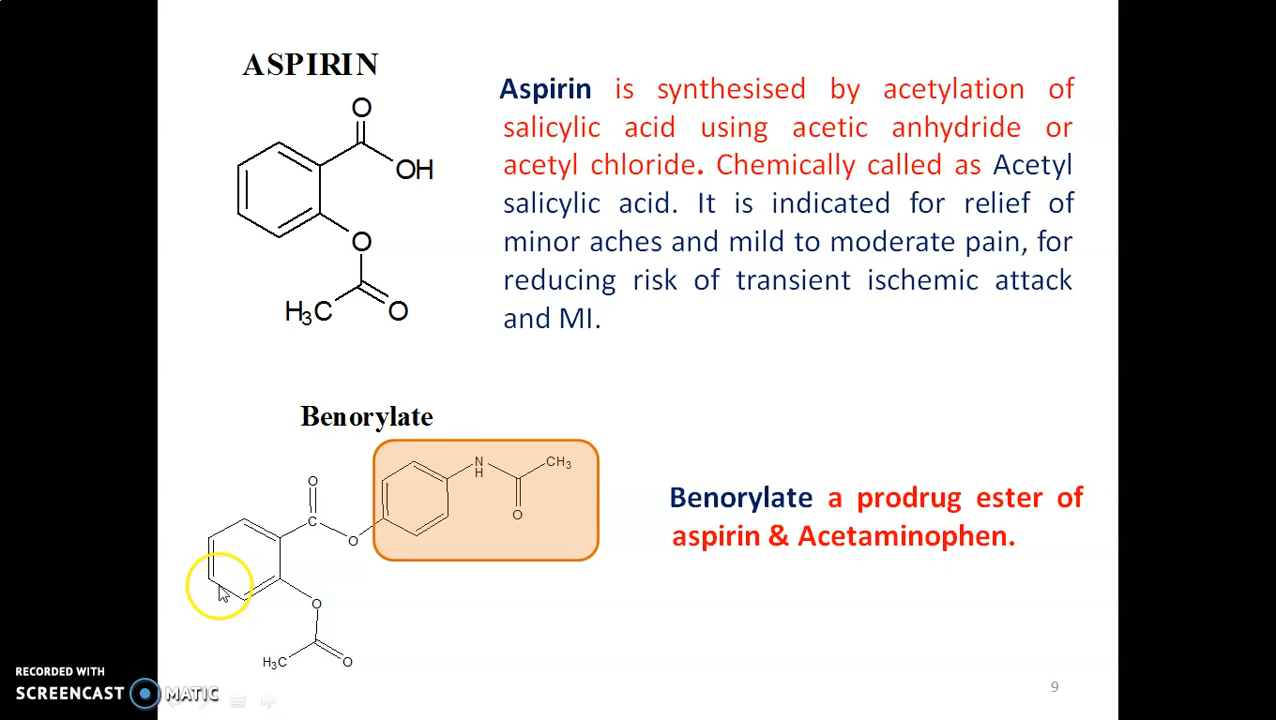 ASPIRIN
O
OH
O
H3C
O
Aspirin is synthesised by acetylation of
salicylic acid using acetic anhydride or
acetyl chloride. Chemically called as Acetyl
salicylic acid. It is indicated for relief of
minor aches and mild to moderate pain, for
reducing risk of transient ischemic attack
and MI.
Benorylate
N
H
CH3
O
O
C
O
O
H3C
O
Benorylate a prodrug ester of
aspirin & Acetaminophen.
RECORDED WITH
SCREENCAST MATIC
9